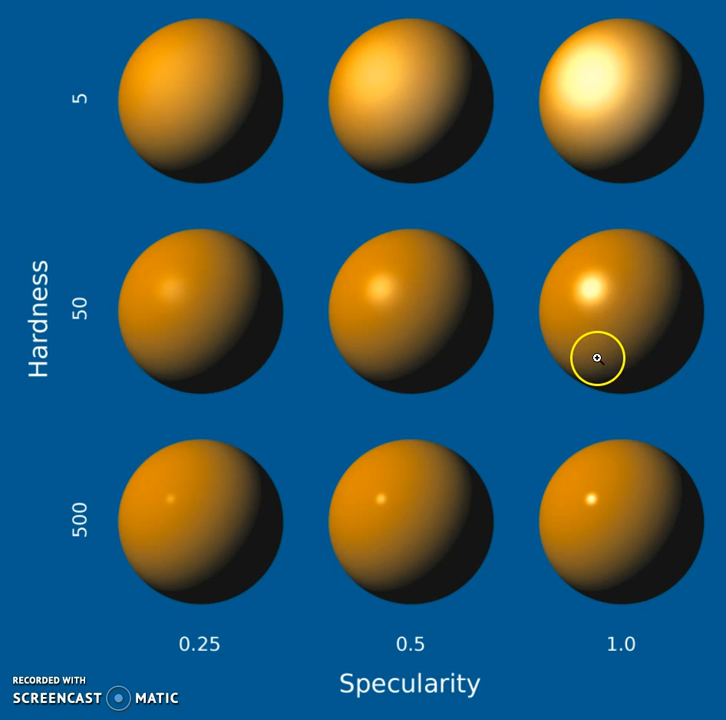 5
50
Hardness
500
0.25 0.5 1.0
Specularity
RECORDED WITH
SCREENCAST MATIC